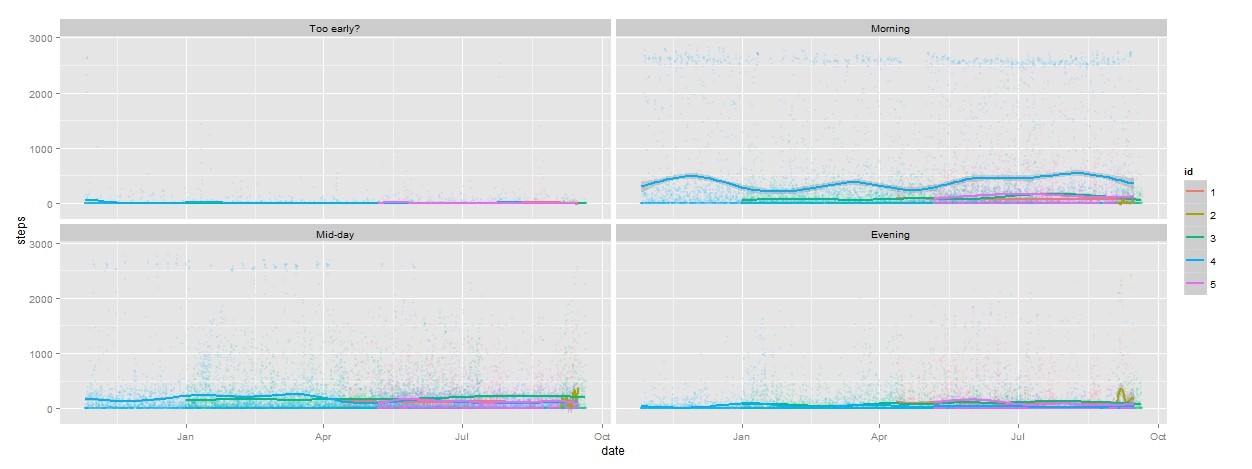 Too early?
Morning
3000
2000
1000
0
Mid-day
Evening
3000
2000
1000
0
steps
Jan
Apr
Jul
Oct
Jan
Apr
Jul
Oct
date
id
1
2
3
4
5